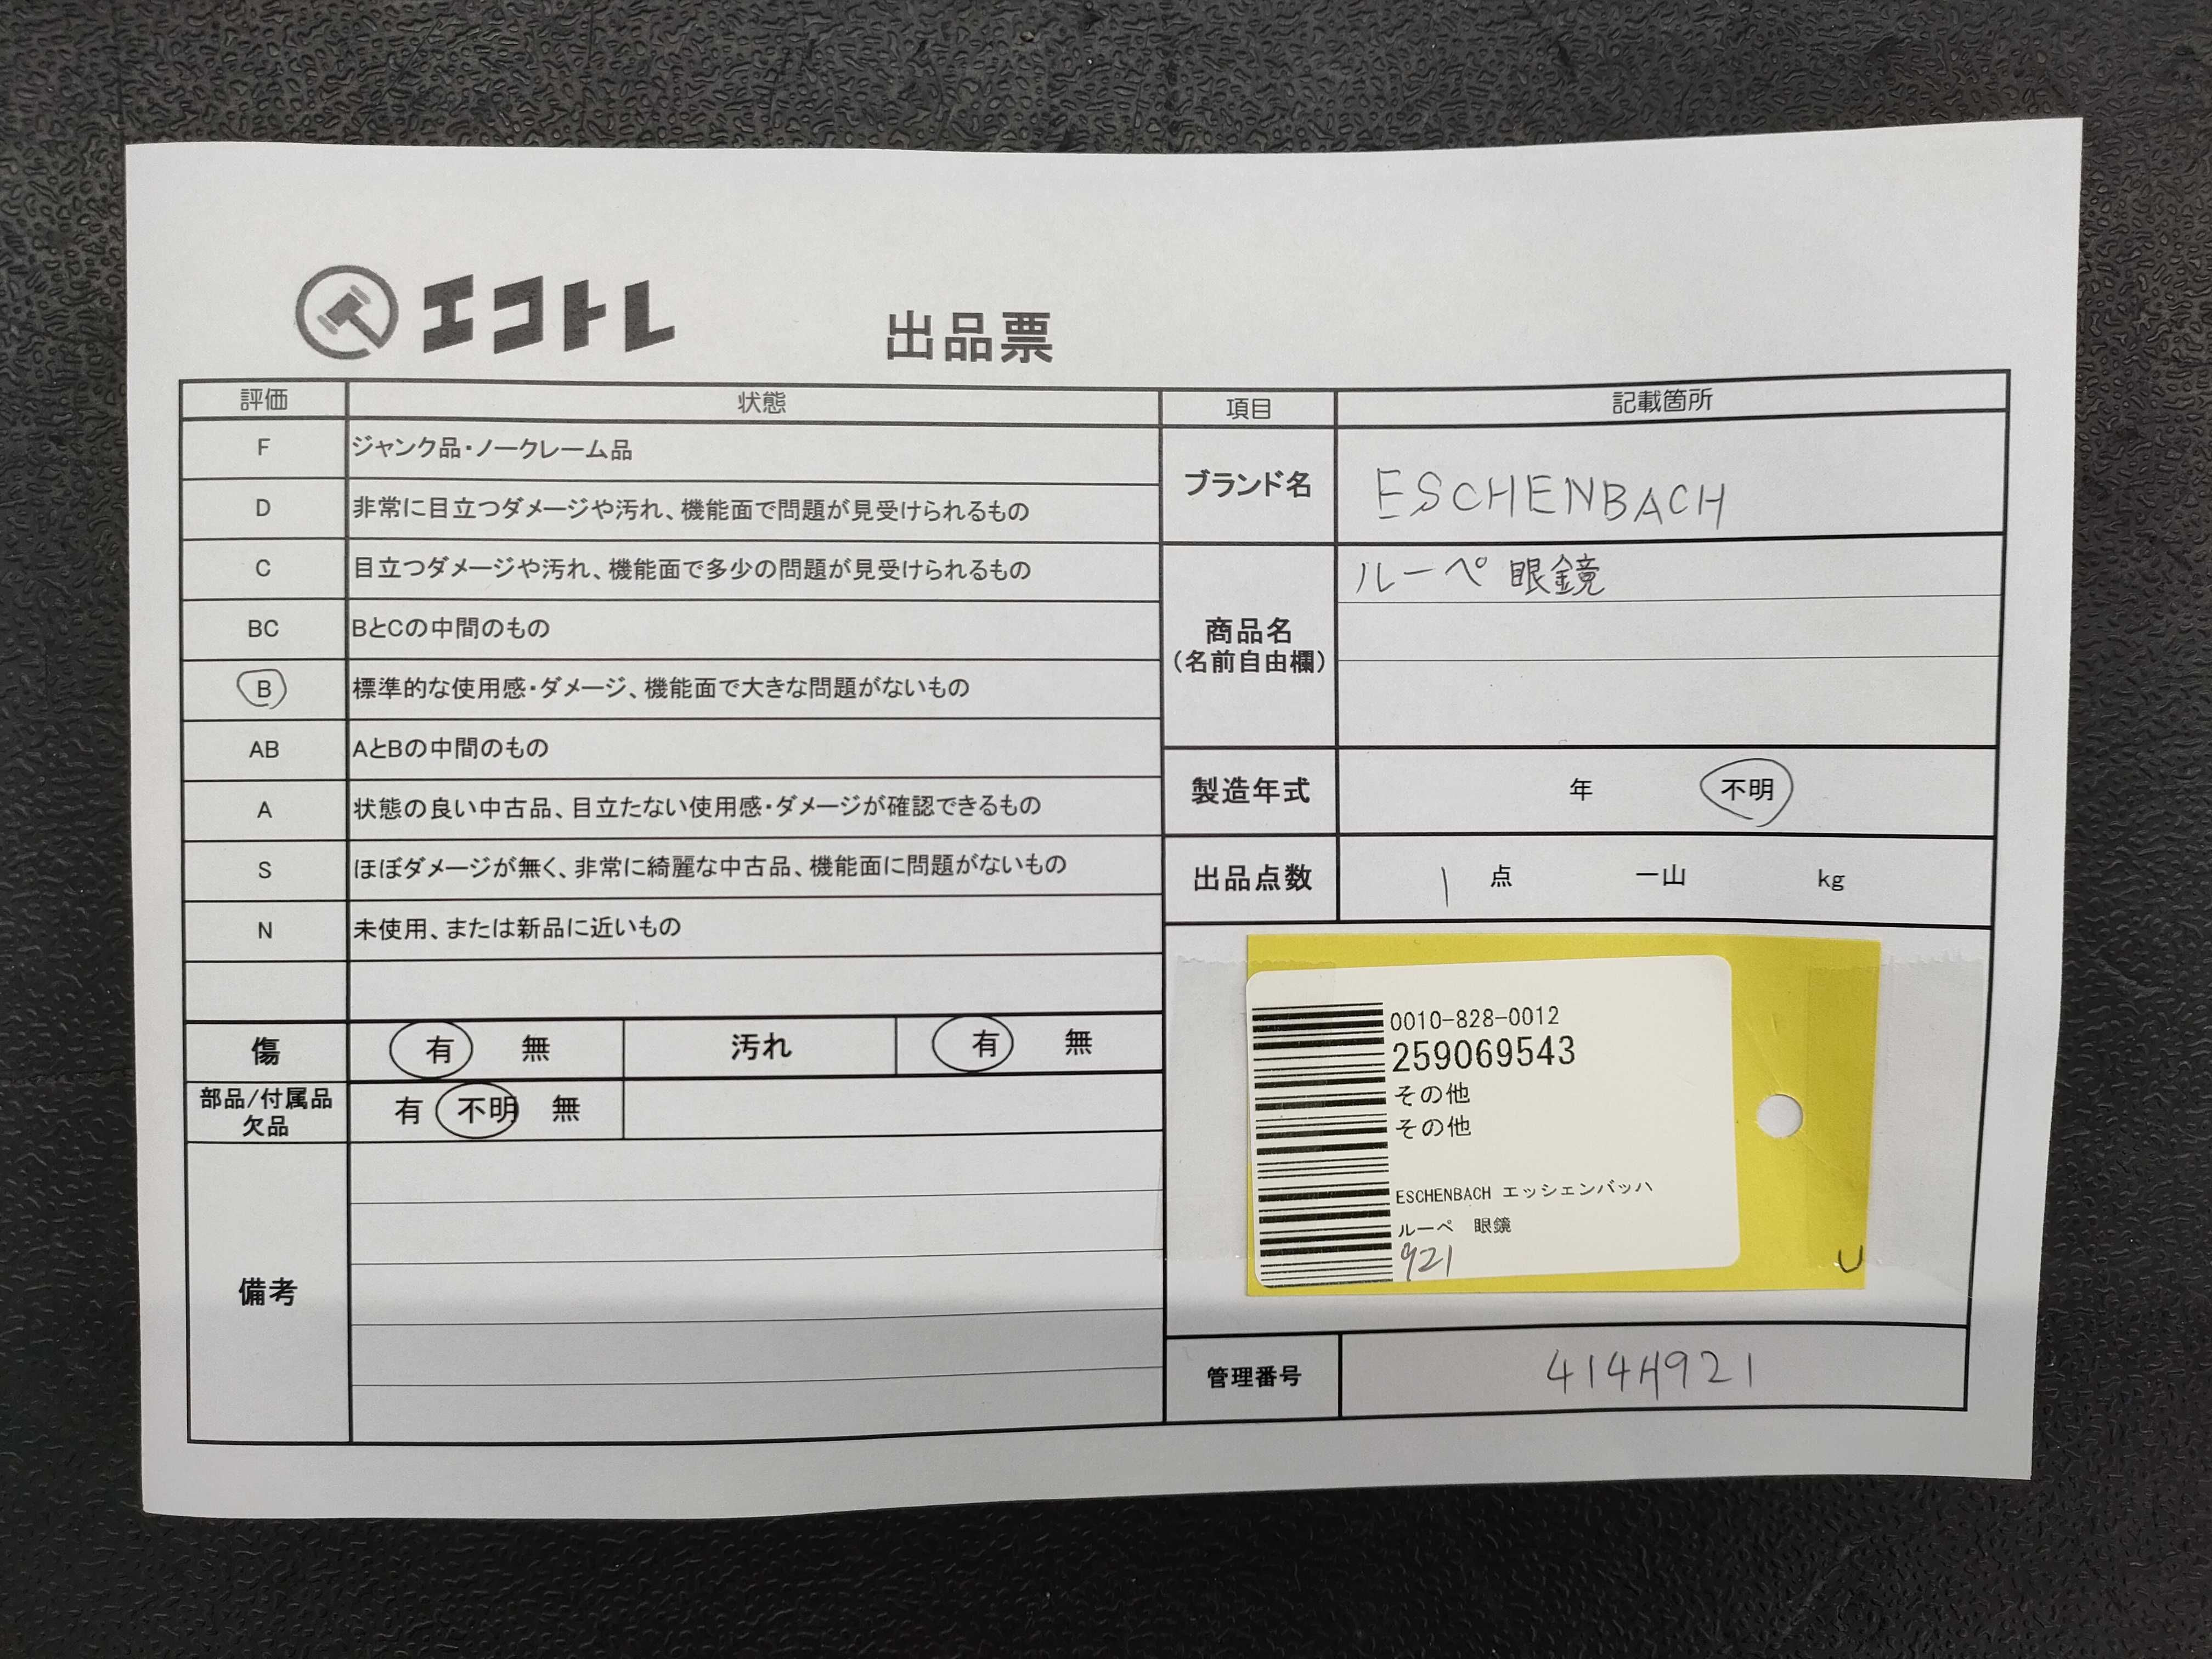 エコトレ
出品票
評価 状態
F ジャンク品・ノークレーム品
D 非常に目立つダメージや汚れ、機能面で問題が見受けられるもの
C 目立つダメージや汚れ、機能面で多少の問題が見受けられるもの
BC BとCの中間のもの
B 標準的な使用感・ダメージ、機能面で大きな問題がないもの
AB AとBの中間のもの
A 状態の良い中古品、目立たない使用感・ダメージが確認できるもの
S ほぼダメージが無く、非常に綺麗な中古品、機能面に問題がないもの
N 未使用、または新品に近いもの
傷 有 無 汚れ 有 無
部品/付属品
欠品
有 不明 無
備考
項目 記載箇所
ブランド名 ESCHENBACH
商品名
(名前自由欄)
ルーペ 眼鏡
製造年式 年 不明
出品点数 1 点 一山 kg
0010-828-0012
259069543
その他
その他
ESCHENBACH エッシェンバッハ
ルーペ 眼鏡
921
U
管理番号 414H921